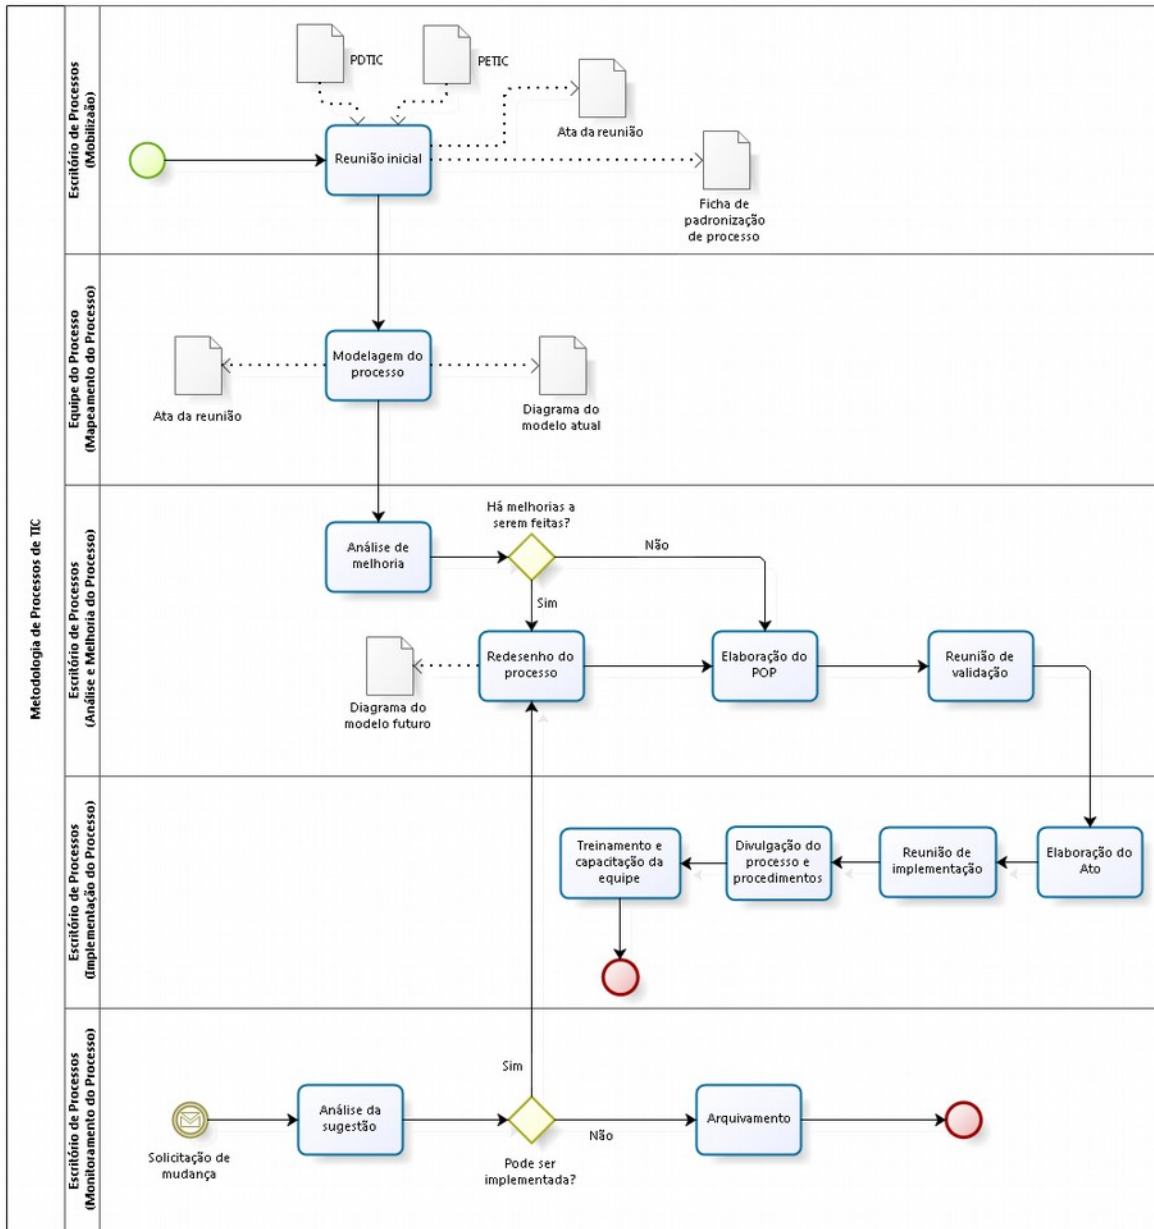 Metodologia de Processos de TIC
Escritório de Processos
(Mobilizaão)
PDTIC
PETIC
Ata da reunião
Reunião inicial
Ficha de
padronização
de processo
Equipe do Processo
(Mapeamento do Processo)
Modelagem do
processo
Ata da reunião
Diagrama do
modelo atual
Escritório de Processos
(Análise e Melhoria do Processo)
Há melhorias a
serem feitas?
Análise de
melhoria
Não
Sim
Redesenho do
processo
Elaboração do
POP
Reunião de
validação
Diagrama do
modelo futuro
Escritório de Processos
(Implementação do Processo)
Treinamento e
capacitação da
equipe
Divulgação do
processo e
procedimentos
Reunião de
implementação
Elaboração do
Ato
Escritório de Processos
(Monitoramento do Processo)
Sim
Análise da
sugestão
Arquivamento
Não
Solicitação de
mudança
Pode ser
implementada?